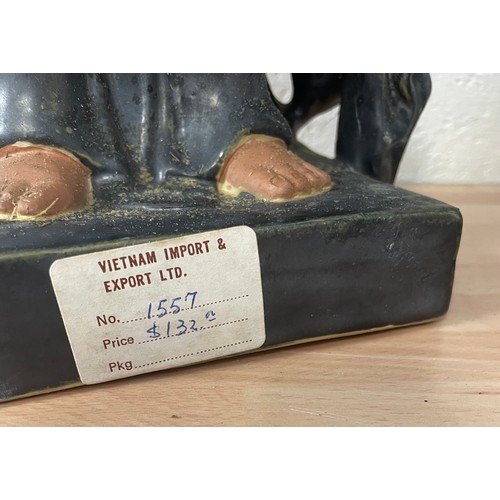 VIETNAM IMPORT &
EXPORT LTD.
No. 1557
Price $132
Pkg